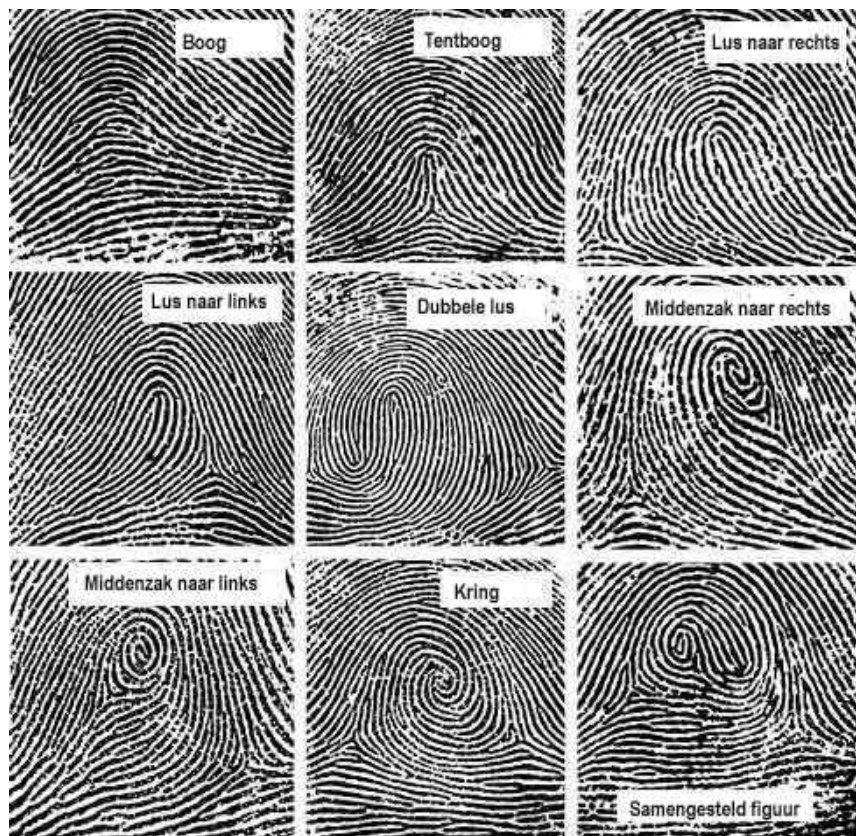 Boog
Tentboog
Lus naar rechts
Lus naar links
Dubbele lus
Middenzak naar rechts
Middenzak naar links
Kring
Samengesteld figuur